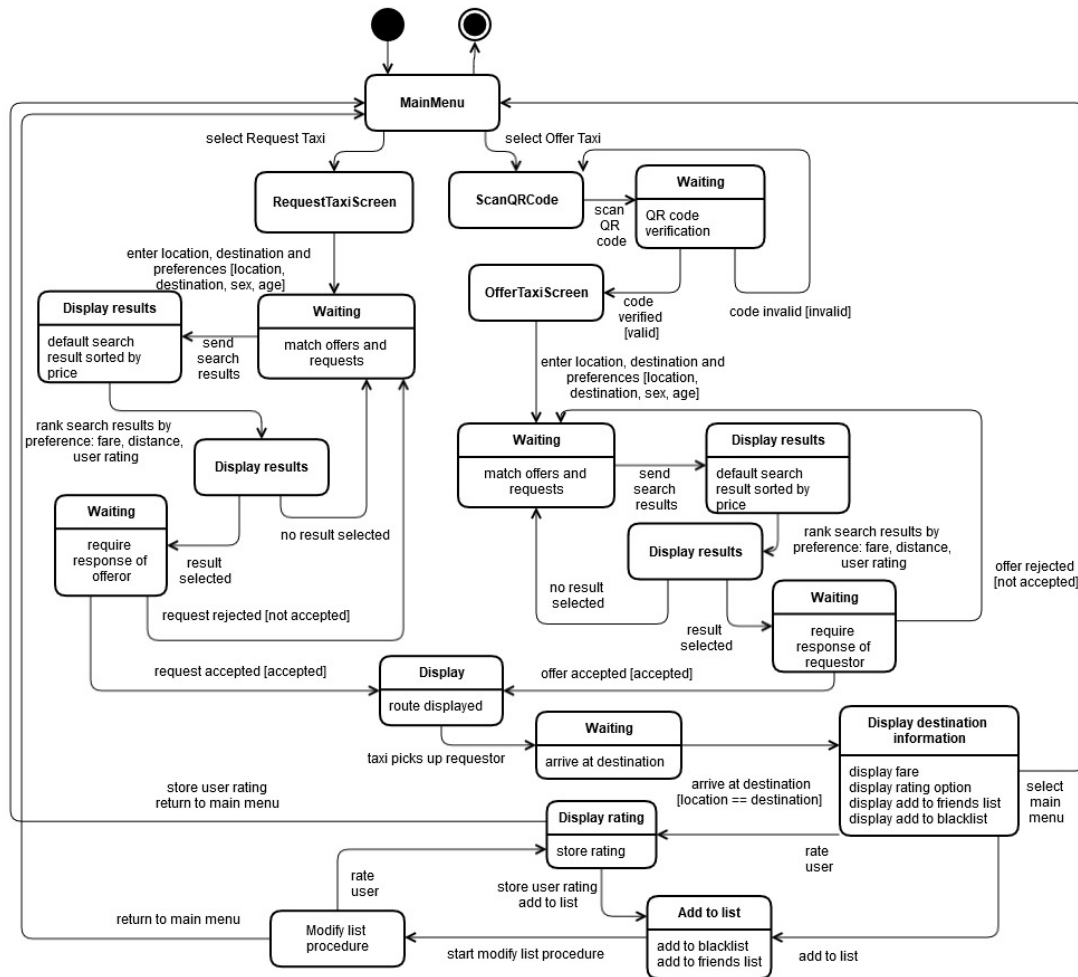 MainMenu
select Request Taxi
select Offer Taxi
RequestTaxiScreen
ScanQRCode
scan
QR
code
Waiting
QR code
verification
enter location, destination and
preferences [location,
destination, sex, age]
OfferTaxiScreen
code
verified
[valid]
code invalid [invalid]
Display results
default search
result sorted by
price
send
search
results
Waiting
match offers and
requests
enter location, destination and
preferences [location,
destination, sex, age]
rank search results by
preference: fare, distance,
user rating
Display results
no result selected
Waiting
match offers and
requests
send
search
results
Display results
default search
result sorted by
price
Waiting
require
response of
offeror
result
selected
request rejected [not accepted]
Display results
rank search results by
preference: fare, distance,
user rating
offer rejected
[not accepted]
no result
selected
result
selected
Waiting
require
response of
requestor
request accepted [accepted]
Display
route displayed
offer accepted [accepted]
taxi picks up requestor
Waiting
arrive at destination
arrive at destination
[location == destination]
Display destination
information
display fare
display rating option
display add to friends list
display add to blacklist
select
main
menu
store user rating
return to main menu
Display rating
store rating
rate
user
rate
user
store user rating
add to list
return to main menu
Modify list
procedure
start modify list procedure
Add to list
add to blacklist
add to friends list
add to list